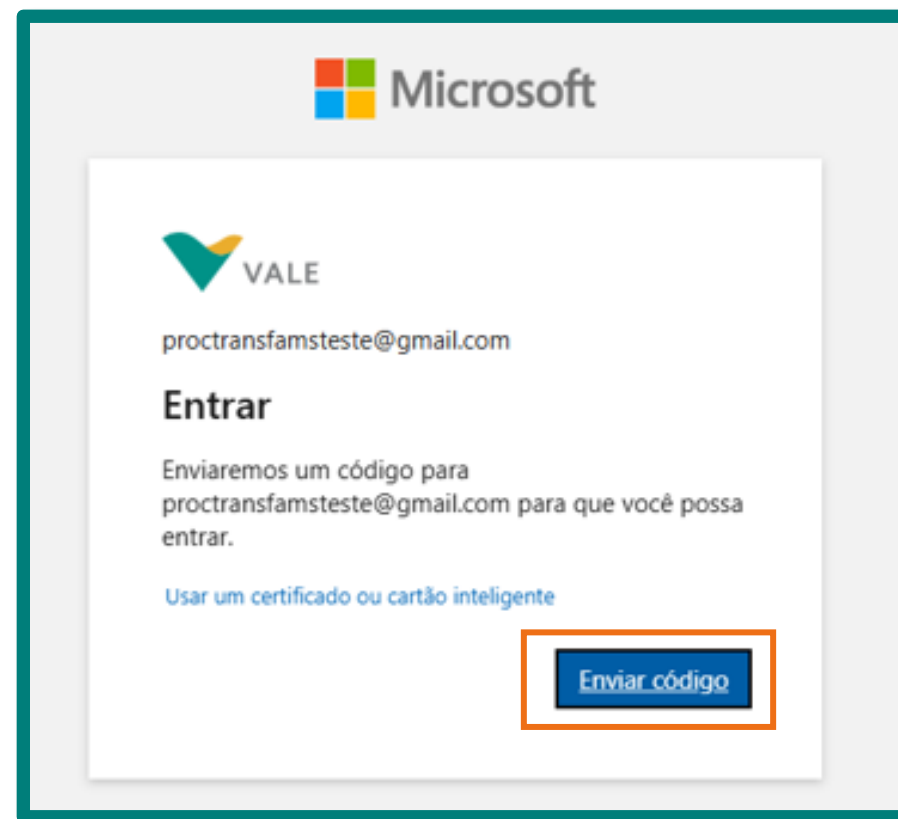 Microsoft
VALE
proctransfamsteste@gmail.com
Entrar
Enviaremos um código para
proctransfamsteste@gmail.com para que você possa
entrar.
Usar um certificado ou cartão inteligente
Enviar código